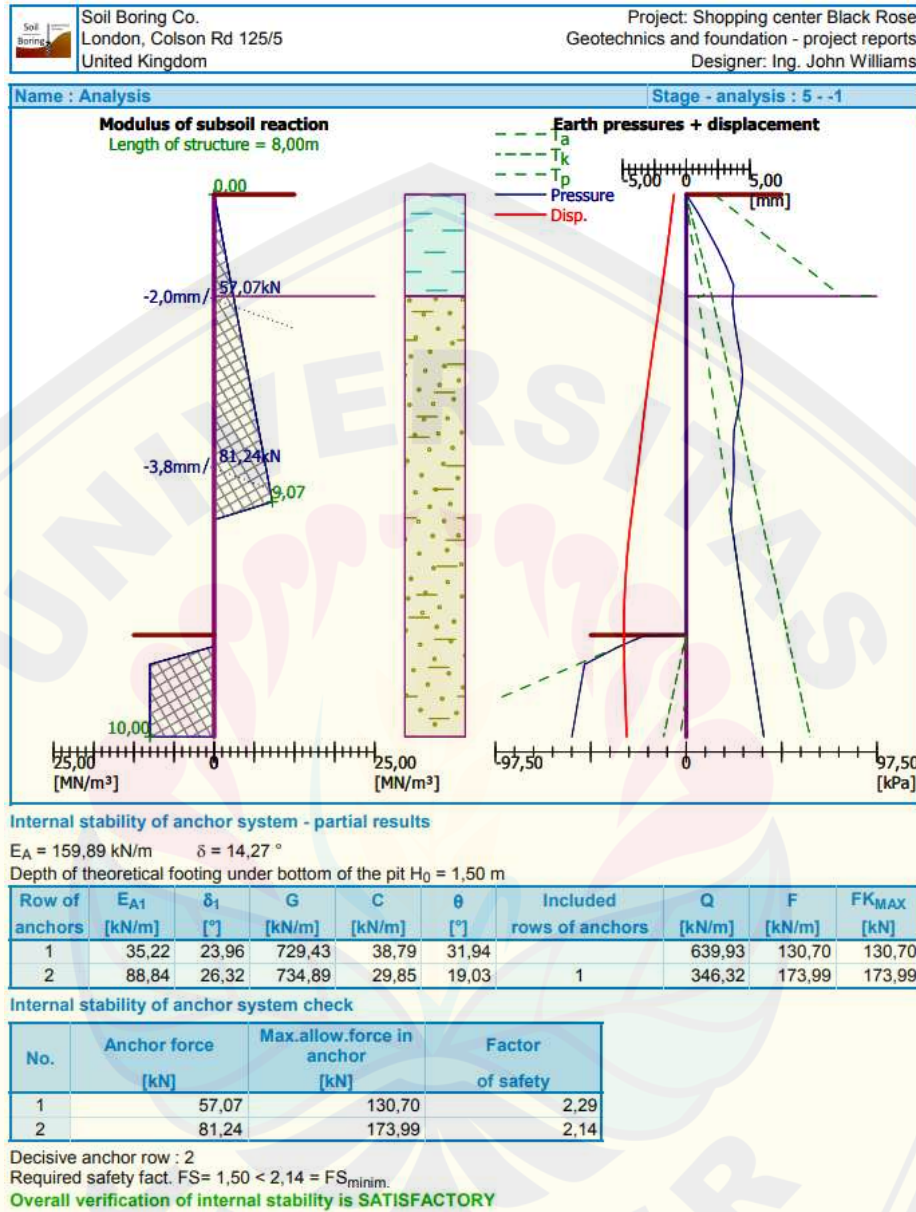 Soil
Boring
Soil Boring Co.
London, Colson Rd 125/5
United Kingdom
Project: Shopping center Black Rose
Geotechnics and foundation - project reports
Designer: Ing. John Williams
Name : Analysis
Stage - analysis : 5 - -1
Modulus of subsoil reaction
Length of structure = 8,00m
0,00
-2,0mm
57,07kN
-3,8mm
81,24kN
9,07
10,00
25,00
0
25,00
[MN/m³]
[MN/m³]
Earth pressures + displacement
Ta
Tk
Tp
Pressure
Disp.
-5,00
0
5,00
[mm]
-97,50
0
97,50
[kPa]
UNIVERSITAS
Internal stability of anchor system - partial results
EA = 159,89 kN/m δ = 14,27 °
Depth of theoretical footing under bottom of the pit H0 = 1,50 m
Row of anchors EA1 [kN/m] δ1 [°] G [kN/m] C [kN/m] θ [°] Included rows of anchors Q [kN/m] F [kN/m] FKMAX [kN]
1 35,22 23,96 729,43 38,79 31,94 639,93 130,70 130,70
2 88,84 26,32 734,89 29,85 19,03 1 346,32 173,99 173,99
Internal stability of anchor system check
No. Anchor force [kN] Max.allow.force in anchor [kN] Factor of safety
1 57,07 130,70 2,29
2 81,24 173,99 2,14
Decisive anchor row : 2
Required safety fact. FS= 1,50 < 2,14 = FSminim.
Overall verification of internal stability is SATISFACTORY